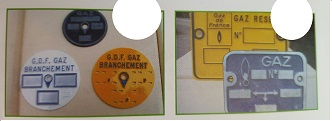 G.D.F. GAZ
BRANCHEMENT
G.D.F. GAZ
BRANCHEMENT
Gaz
de
France
GAZ RESE
N°
GAZ
N°